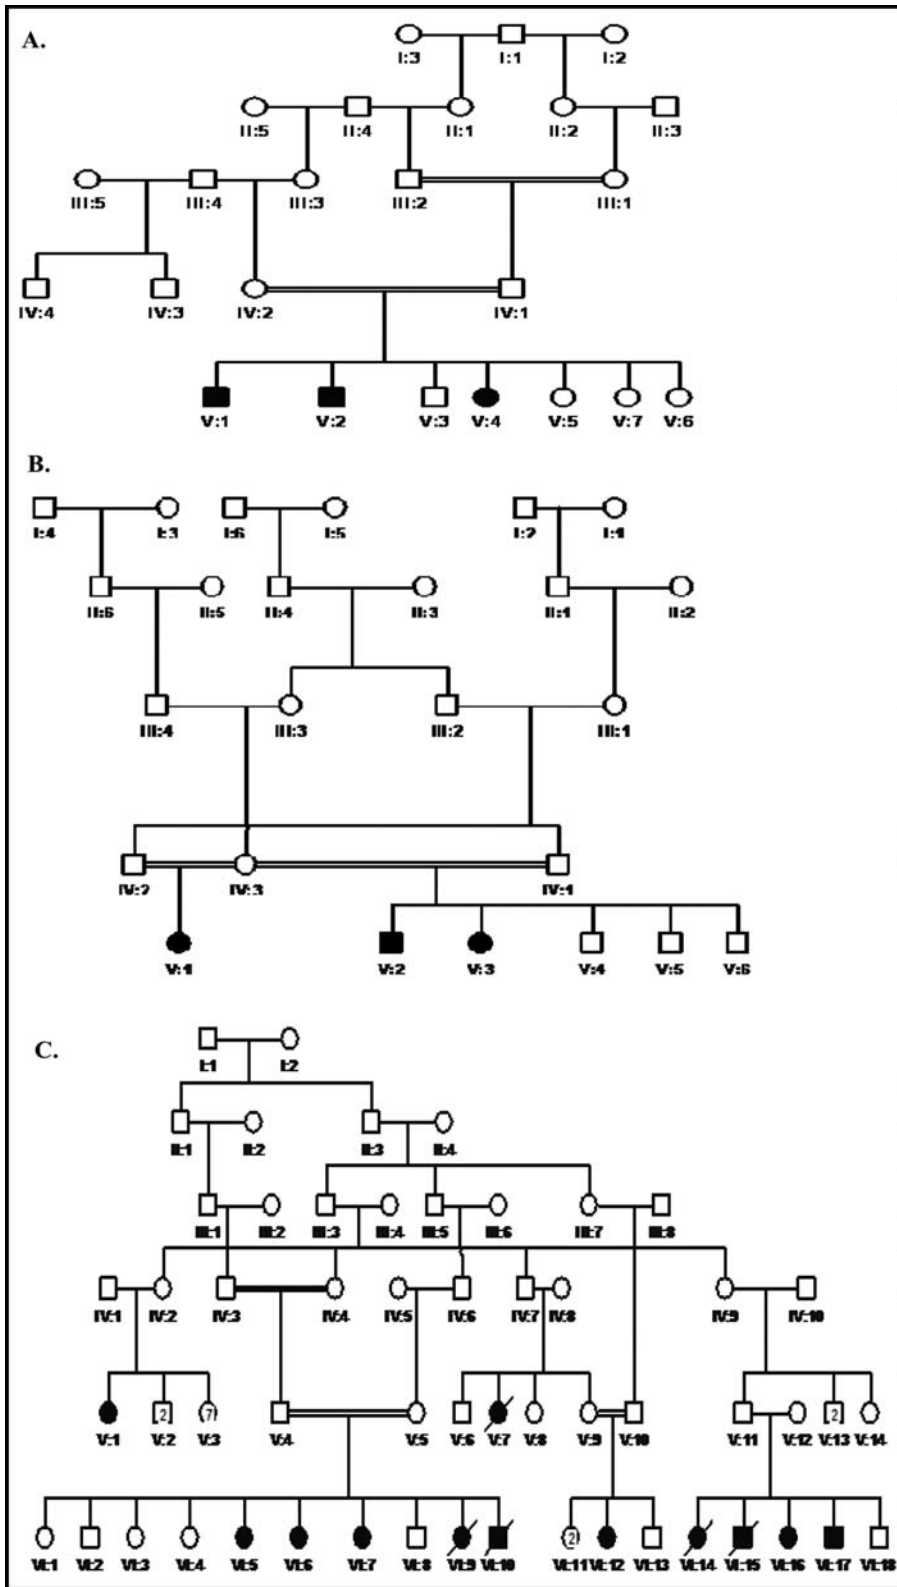 A.
I:3 I:1 I:2
II:5 II:4 II:1 II:2 II:3
III:5 III:4 III:3 III:2 III:1
IV:4 IV:3 IV:2 IV:1
V:1 V:2 V:3 V:4 V:5 V:7 V:6
B.
I:4 I:3 I:6 I:5 I:2 I:1
II:6 II:5 II:4 II:3 II:1 II:2
III:4 III:3 III:2 III:1
IV:2 IV:3 IV:1
V:1 V:2 V:3 V:4 V:5 V:6
C.
I:1 I:2
II:1 II:2 II:3 II:4
III:1 III:2 III:3 III:4 III:5 III:6 III:7 III:8
IV:1 IV:2 IV:3 IV:4 IV:5 IV:6 IV:7 IV:8 IV:9 IV:10
2 7 2
V:1 V:2 V:3 V:4 V:5 V:6 V:7 V:8 V:9 V:10 V:11 V:12 V:13 V:14
2
VI:1 VI:2 VI:3 VI:4 VI:5 VI:6 VI:7 VI:8 VI:9 VI:10 VI:11 VI:12 VI:13 VI:14 VI:15 VI:16 VI:17 VI:18